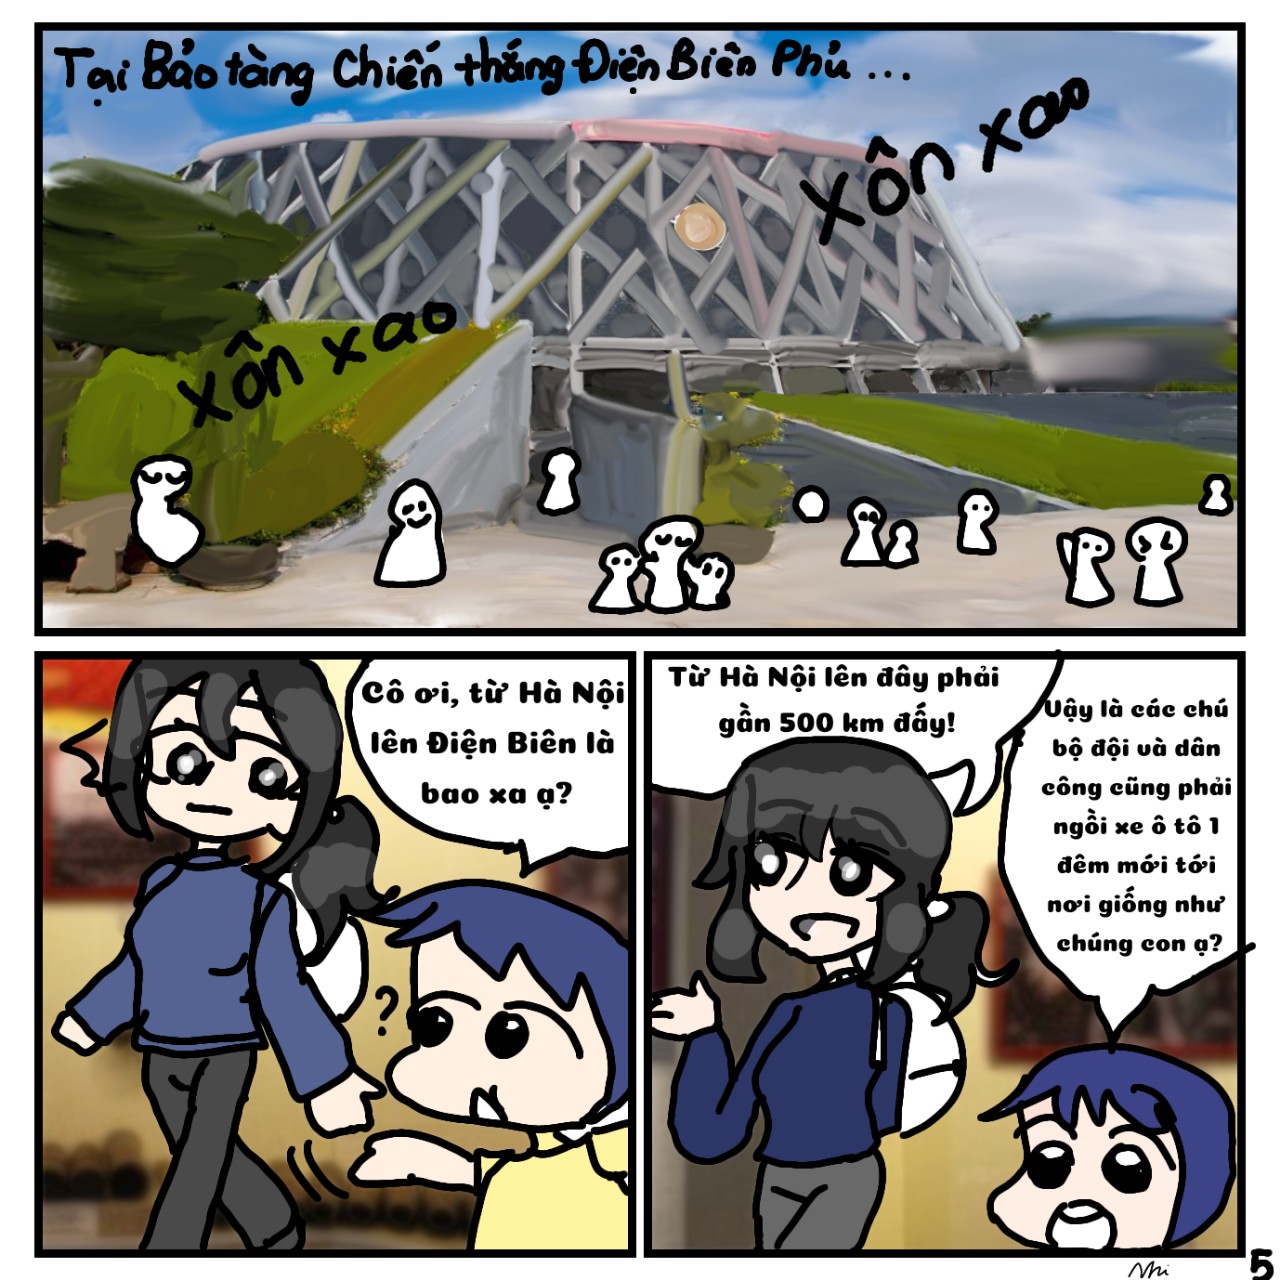 Tại Bảo tàng Chiến thắng Điện Biên Phủ ...
xôn xao
xôn xao
Cô ơi, từ Hà Nội
lên Điện Biên là
bao xa ạ?
?
Từ Hà Nội lên đây phải
gần 500 km đấy!
Vậy là các chú
bộ đội và dân
công cũng phải
ngồi xe ô tô 1
đêm mới tới
nơi giống như
chúng con ạ?
Nhi
5